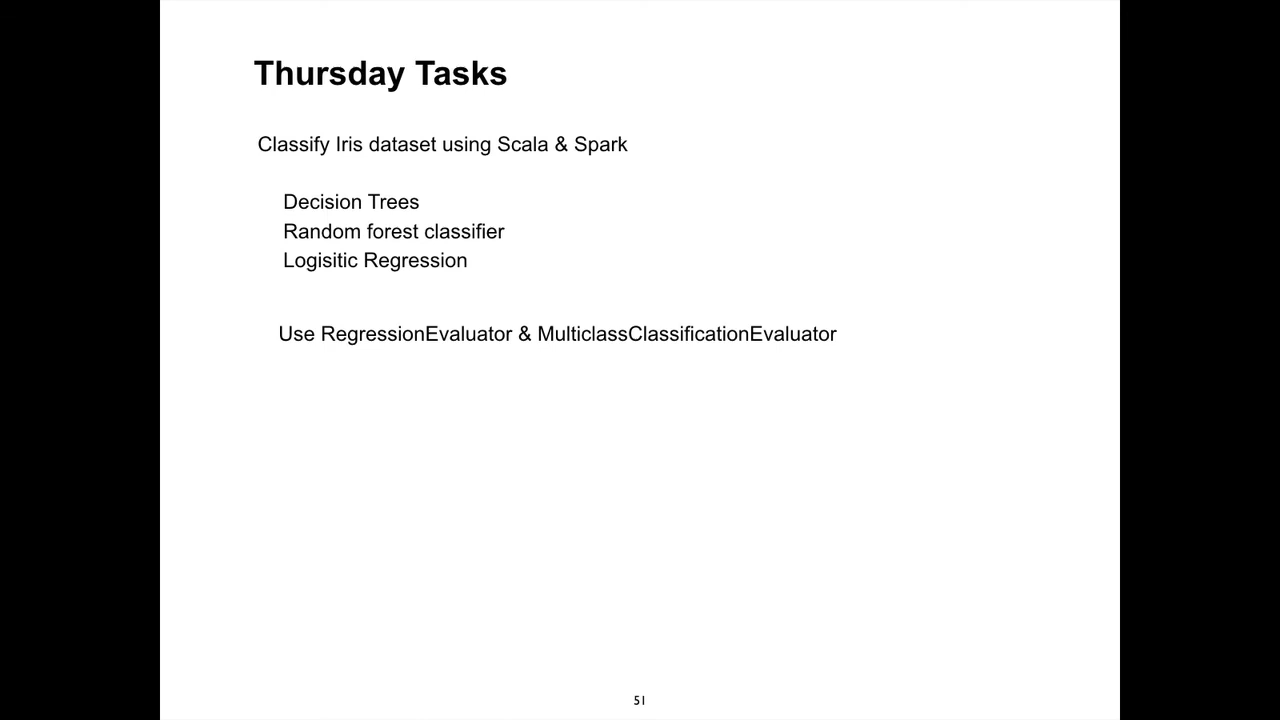 Thursday Tasks
Classify Iris dataset using Scala & Spark
Decision Trees
Random forest classifier
Logisitic Regression
Use RegressionEvaluator & MulticlassClassificationEvaluator
51